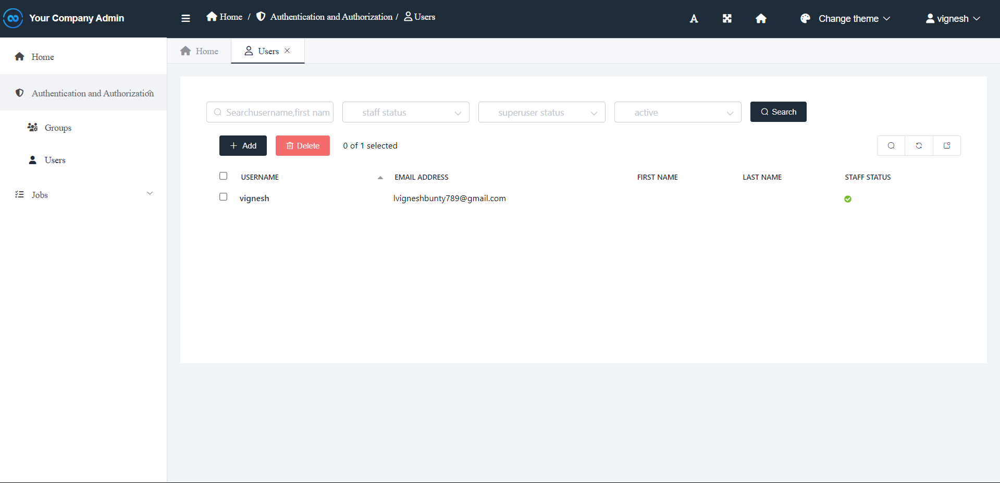 Your Company Admin
Home / Authentication and Authorization / Users
Change theme
vignesh
Home
Authentication and Authorization
Groups
Users
Jobs
Home
Users
Searchusername,first nam
staff status
superuser status
active
Search
Add
Delete
0 of 1 selected
USERNAME EMAIL ADDRESS FIRST NAME LAST NAME STAFF STATUS
vignesh lvigneshbunty789@gmail.com